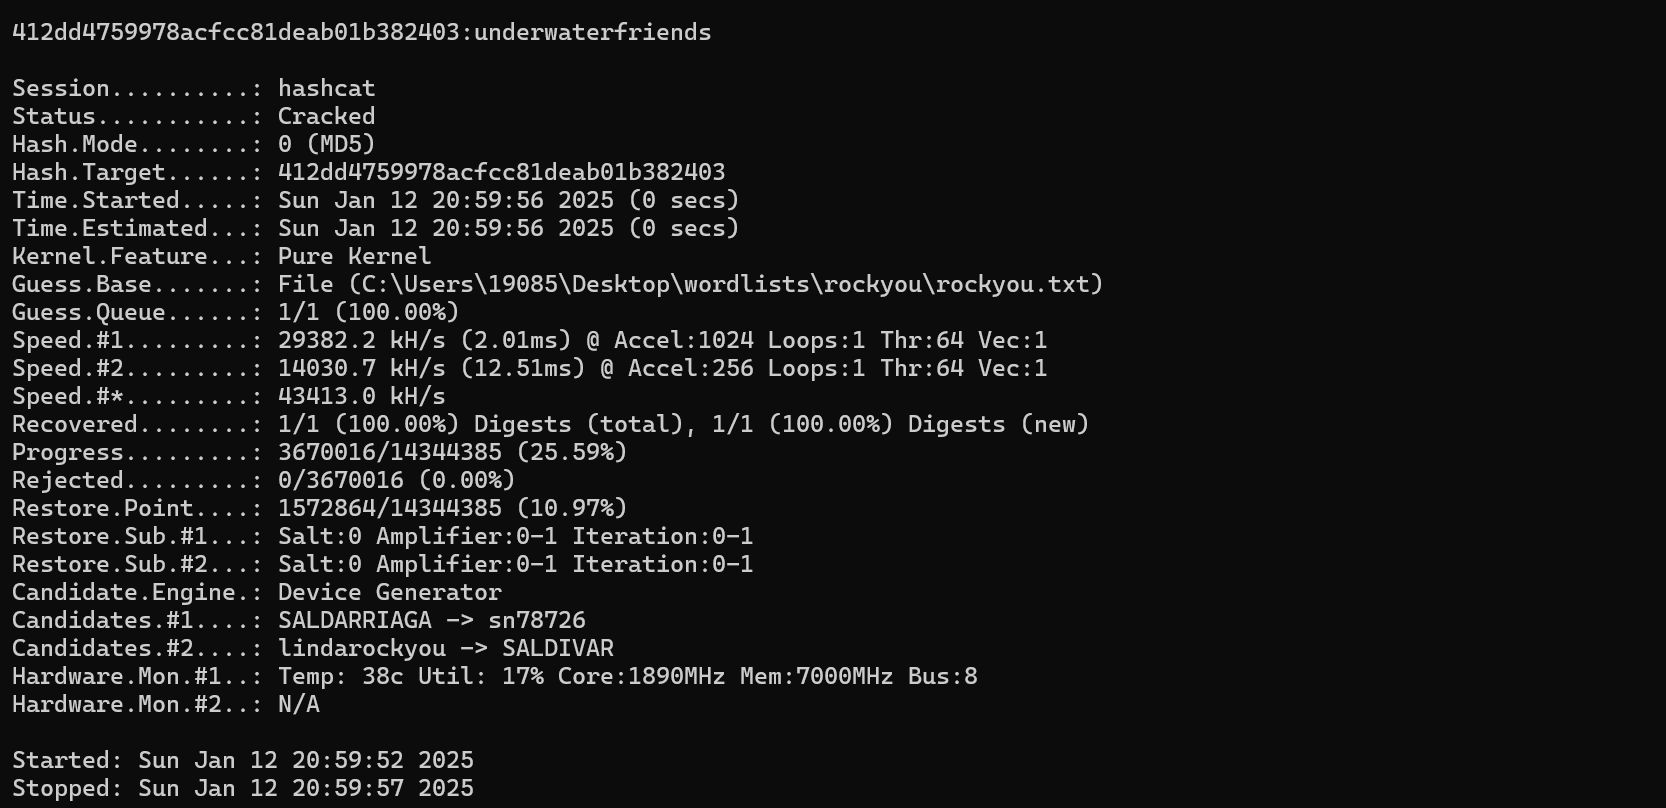 412dd4759978acfcc81deab01b382403:underwaterfriends
Session..........: hashcat
Status...........: Cracked
Hash.Mode........: 0 (MD5)
Hash.Target......: 412dd4759978acfcc81deab01b382403
Time.Started.....: Sun Jan 12 20:59:56 2025 (0 secs)
Time.Estimated...: Sun Jan 12 20:59:56 2025 (0 secs)
Kernel.Feature...: Pure Kernel
Guess.Base.......: File (C:\Users\19085\Desktop\wordlists\rockyou\rockyou.txt)
Guess.Queue......: 1/1 (100.00%)
Speed.#1.........: 29382.2 kH/s (2.01ms) @ Accel:1024 Loops:1 Thr:64 Vec:1
Speed.#2.........: 14030.7 kH/s (12.51ms) @ Accel:256 Loops:1 Thr:64 Vec:1
Speed.#*.........: 43413.0 kH/s
Recovered........: 1/1 (100.00%) Digests (total), 1/1 (100.00%) Digests (new)
Progress.........: 3670016/14344385 (25.59%)
Rejected.........: 0/3670016 (0.00%)
Restore.Point....: 1572864/14344385 (10.97%)
Restore.Sub.#1...: Salt:0 Amplifier:0-1 Iteration:0-1
Restore.Sub.#2...: Salt:0 Amplifier:0-1 Iteration:0-1
Candidate.Engine.: Device Generator
Candidates.#1....: SALDARRIAGA -> sn78726
Candidates.#2....: lindarockyou -> SALDIVAR
Hardware.Mon.#1..: Temp: 38c Util: 17% Core:1890MHz Mem:7000MHz Bus:8
Hardware.Mon.#2..: N/A
Started: Sun Jan 12 20:59:52 2025
Stopped: Sun Jan 12 20:59:57 2025